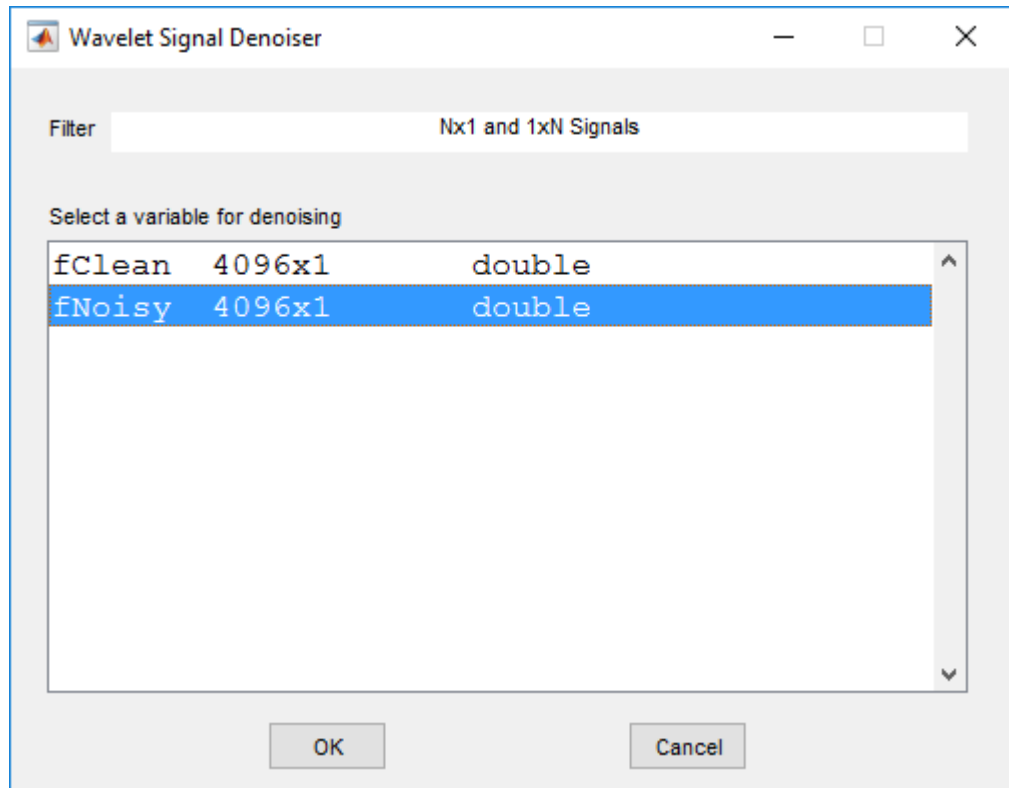 Wavelet Signal Denoiser
Filter Nx1 and 1xN Signals
Select a variable for denoising
fClean 4096x1 double
fNoisy 4096x1 double
OK Cancel